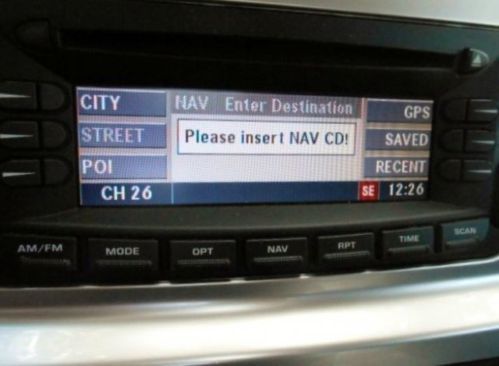 CITY NAV Enter Destination GPS
STREET Please insert NAV CD! SAVED
POI RECENT
CH 26 SE 12:26
AM/FM MODE OPT NAV RPT TIME SCAN